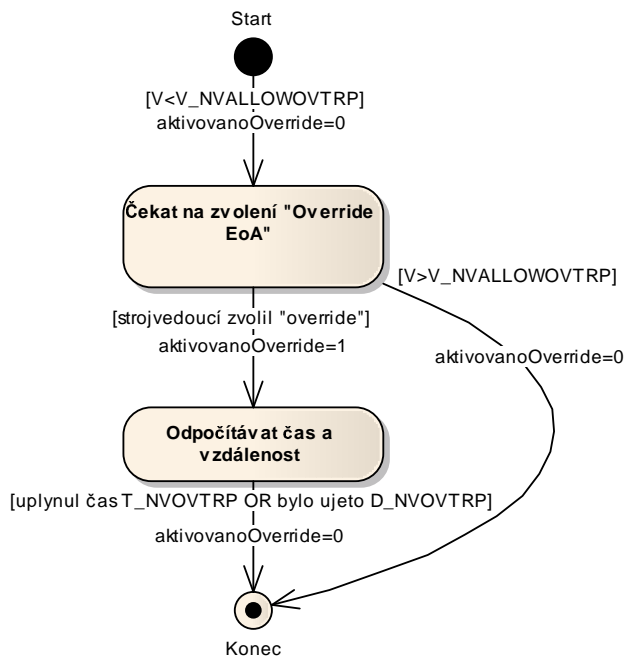 Start
[V<V_NVALLOWOVTRP]
aktivovanoOverride=0
Čekat na zvolení "Override
EoA"
[V>V_NVALLOWOVTRP]
[strojvedoucí zvolil "override"]
aktivovanoOverride=1
aktivovanoOverride=0
Odpočítávat čas a
vzdálenost
[uplynul čas T_NVOVTRP OR bylo ujeto D_NVOVTRP]
aktivovanoOverride=0
Konec